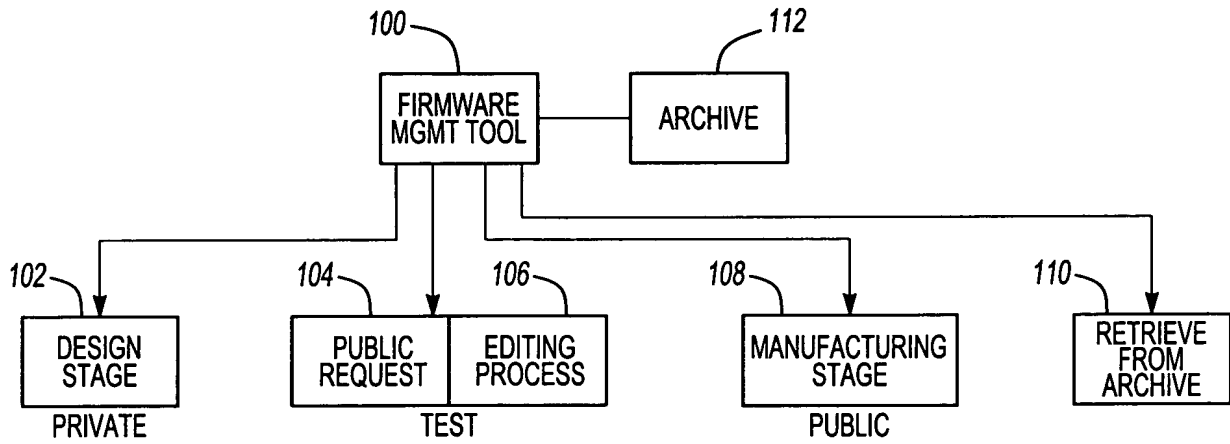 100
112
FIRMWARE
MGMT TOOL
ARCHIVE
102
104
106
108
110
DESIGN
STAGE
PUBLIC
REQUEST
EDITING
PROCESS
MANUFACTURING
STAGE
RETRIEVE
FROM
ARCHIVE
PRIVATE
TEST
PUBLIC